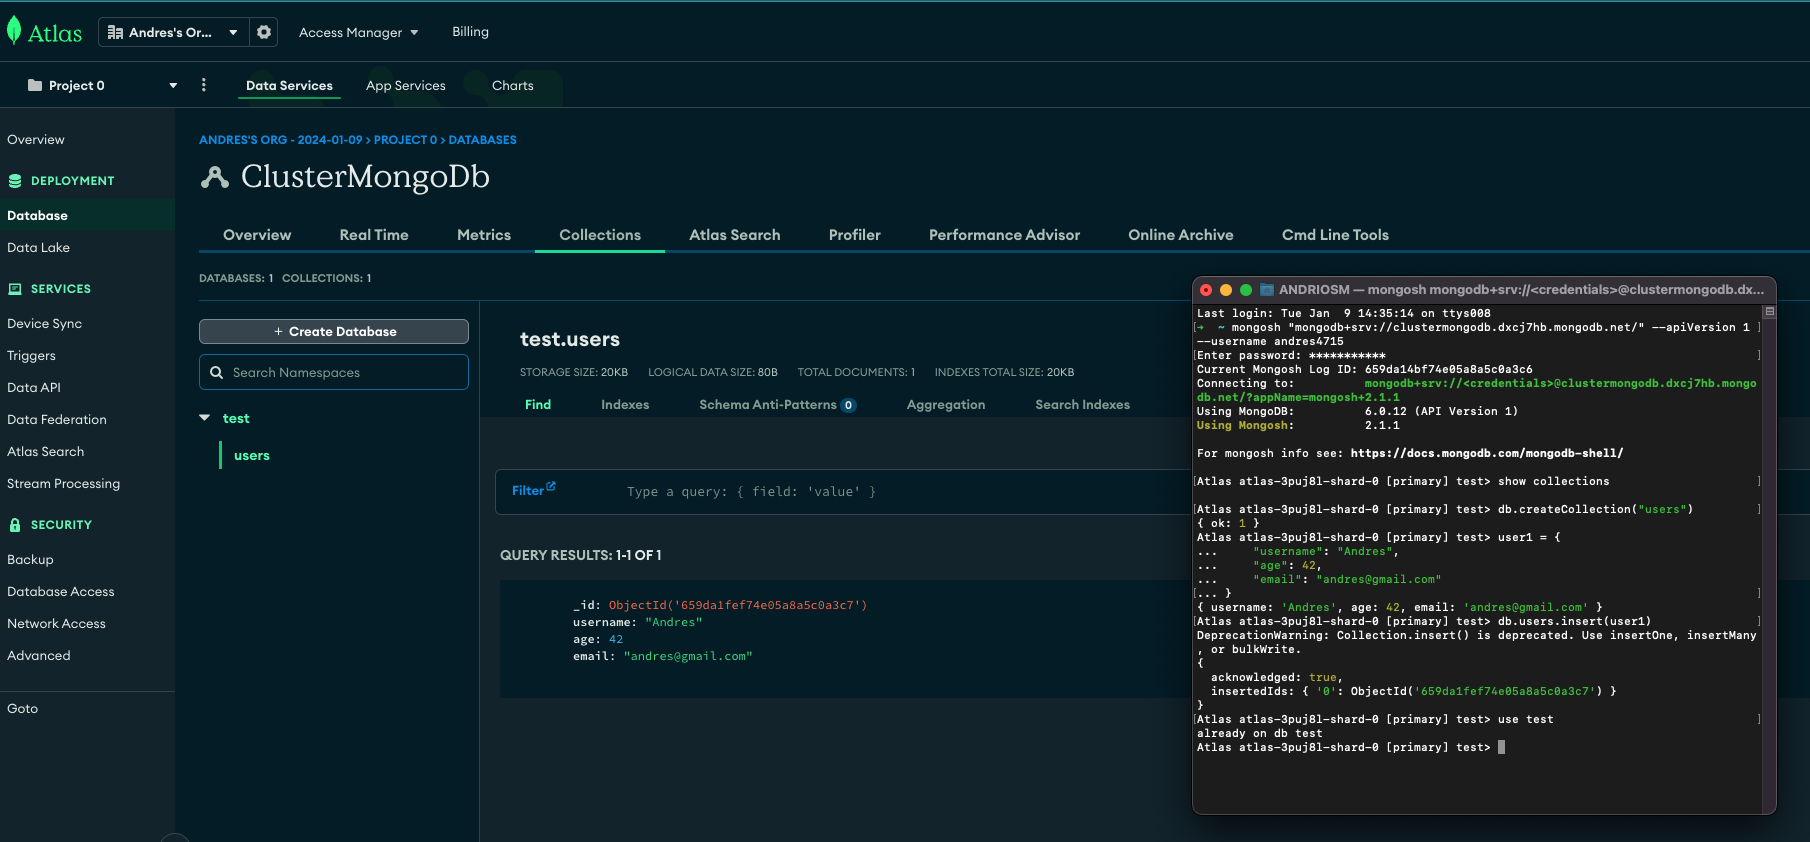 Atlas
Andres's Or...
Access Manager
Billing
Project 0
Data Services
App Services
Charts
Overview
DEPLOYMENT
Database
Data Lake
SERVICES
Device Sync
Triggers
Data API
Data Federation
Atlas Search
Stream Processing
SECURITY
Backup
Database Access
Network Access
Advanced
Goto
ANDRES'S ORG - 2024-01-09 > PROJECT 0 > DATABASES
ClusterMongoDb
Overview
Real Time
Metrics
Collections
Atlas Search
Profiler
Performance Advisor
Online Archive
Cmd Line Tools
DATABASES: 1 COLLECTIONS: 1
+ Create Database
Search Namespaces
test
users
test.users
STORAGE SIZE: 20KB LOGICAL DATA SIZE: 80B TOTAL DOCUMENTS: 1 INDEXES TOTAL SIZE: 20KB
Find
Indexes
Schema Anti-Patterns 0
Aggregation
Search Indexes
Filter
Type a query: { field: 'value' }
QUERY RESULTS: 1-1 OF 1
_id: ObjectId('659da1fef74e05a8a5c0a3c7')
username: "Andres"
age: 42
email: "andres@gmail.com"
ANDRIOSM — mongosh mongodb+srv://<credentials>@clustermongodb.dx...
Last login: Tue Jan  9 14:35:14 on ttys008
[→  ~ mongosh "mongodb+srv://clustermongodb.dxcj7hb.mongodb.net/" --apiVersion 1 ]
--username andres4715
[Enter password: *********** ]
Current Mongosh Log ID: 659da14bf74e05a8a5c0a3c6
Connecting to: mongodb+srv://<credentials>@clustermongodb.dxcj7hb.mongo
db.net/?appName=mongosh+2.1.1
Using MongoDB: 6.0.12 (API Version 1)
Using Mongosh: 2.1.1
For mongosh info see: https://docs.mongodb.com/mongodb-shell/
[Atlas atlas-3puj8l-shard-0 [primary] test> show collections ]
[Atlas atlas-3puj8l-shard-0 [primary] test> db.createCollection("users") ]
{ ok: 1 }
Atlas atlas-3puj8l-shard-0 [primary] test> user1 = {
... "username": "Andres",
... "age": 42,
... "email": "andres@gmail.com"
[... } ]
{ username: 'Andres', age: 42, email: 'andres@gmail.com' }
[Atlas atlas-3puj8l-shard-0 [primary] test> db.users.insert(user1) ]
DeprecationWarning: Collection.insert() is deprecated. Use insertOne, insertMany
, or bulkWrite.
{
acknowledged: true,
insertedIds: { '0': ObjectId('659da1fef74e05a8a5c0a3c7') }
}
[Atlas atlas-3puj8l-shard-0 [primary] test> use test ]
already on db test
Atlas atlas-3puj8l-shard-0 [primary] test>